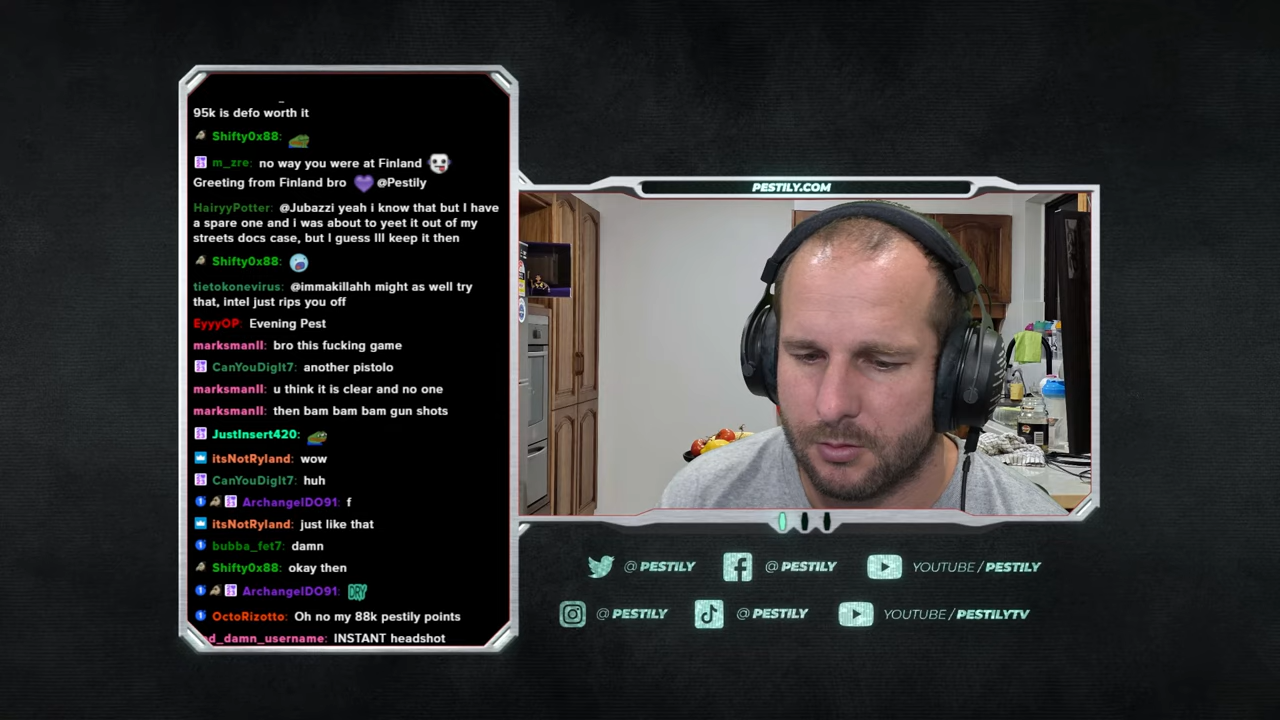 95k is defo worth it
Shifty0x88:
m_zre: no way you were at Finland
Greeting from Finland bro @Pestily
HairyyPotter: @Jubazzi yeah i know that but I have
a spare one and i was about to yeet it out of my
streets docs case, but I guess Ill keep it then
Shifty0x88:
tietokonevirus: @immakillahh might as well try
that, intel just rips you off
EyyyOP: Evening Pest
marksmanII: bro this fucking game
CanYouDigIt7: another pistolo
marksmanII: u think it is clear and no one
marksmanII: then bam bam bam gun shots
JustInsert420:
itsNotRyland: wow
CanYouDigIt7: huh
ArchangelDO91: f
itsNotRyland: just like that
bubba_fet7: damn
Shifty0x88: okay then
ArchangelDO91: DRY
OctoRizotto: Oh no my 88k pestily points
d_damn_username: INSTANT headshot
PESTILY.COM
@PESTILY @PESTILY YOUTUBE/PESTILY
@PESTILY @PESTILY YOUTUBE/PESTILYTV